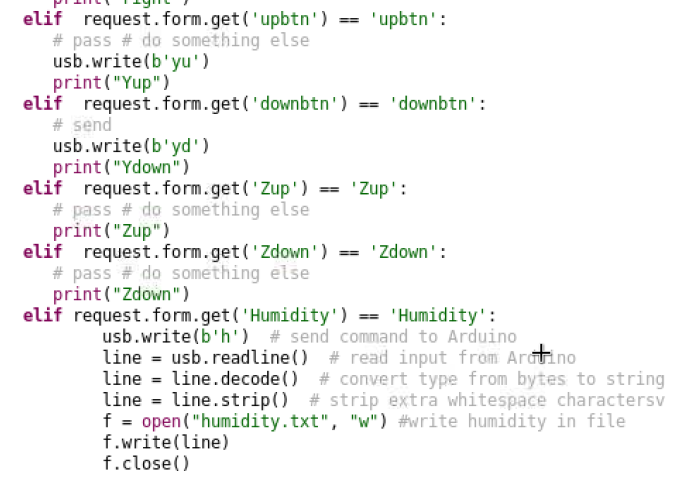 print("right")
elif  request.form.get('upbtn') == 'upbtn':
   # pass # do something else
   usb.write(b'yu')
   print("Yup")
elif  request.form.get('downbtn') == 'downbtn':
   # send
   usb.write(b'yd')
   print("Ydown")
elif  request.form.get('Zup') == 'Zup':
   # pass # do something else
   print("Zup")
elif  request.form.get('Zdown') == 'Zdown':
   # pass # do something else
   print("Zdown")
elif request.form.get('Humidity') == 'Humidity':
        usb.write(b'h')  # send command to Arduino
        line = usb.readline()  # read input from Arduino
        line = line.decode()  # convert type from bytes to string
        line = line.strip()  # strip extra whitespace charactersv
        f = open("humidity.txt", "w") #write humidity in file
        f.write(line)
        f.close()